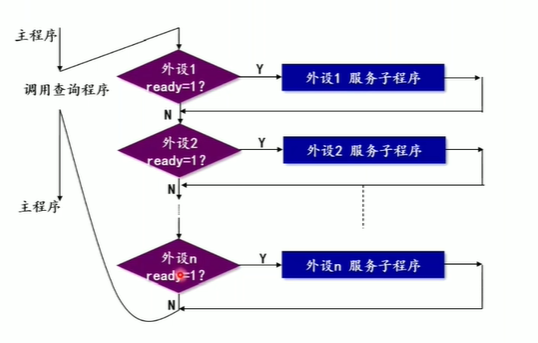 主程序
调用查询程序
主程序
外设1
ready=1?
Y
外设1 服务子程序
N
外设2
ready=1?
Y
外设2 服务子程序
N
外设n
ready=1?
Y
外设n 服务子程序
N